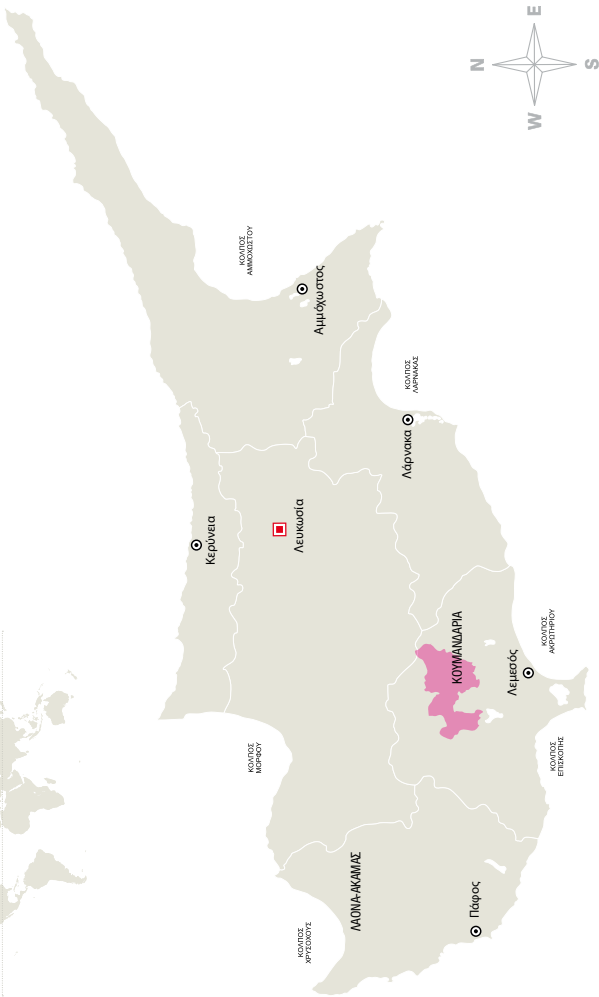 E
N
S
W
ΚΟΛΠΟΣ
ΑΜΜΟΧΩΣΤΟΥ
Αμμόχωστος
ΚΟΛΠΟΣ
ΛΑΡΝΑΚΑΣ
Λάρνακα
Κερύνεια
Λευκωσία
ΚΟΥΜΑΝΔΑΡΙΑ
ΚΟΛΠΟΣ
ΑΚΡΩΤΗΡΙΟΥ
Λεμεσός
ΚΟΛΠΟΣ
ΜΟΡΦΟΥ
ΚΟΛΠΟΣ
ΕΠΙΣΚΟΠΗΣ
ΛΑΟΝΑ-ΑΚΑΜΑΣ
Πάφος
ΚΟΛΠΟΣ
ΧΡΥΣΟΧΟΥΣ